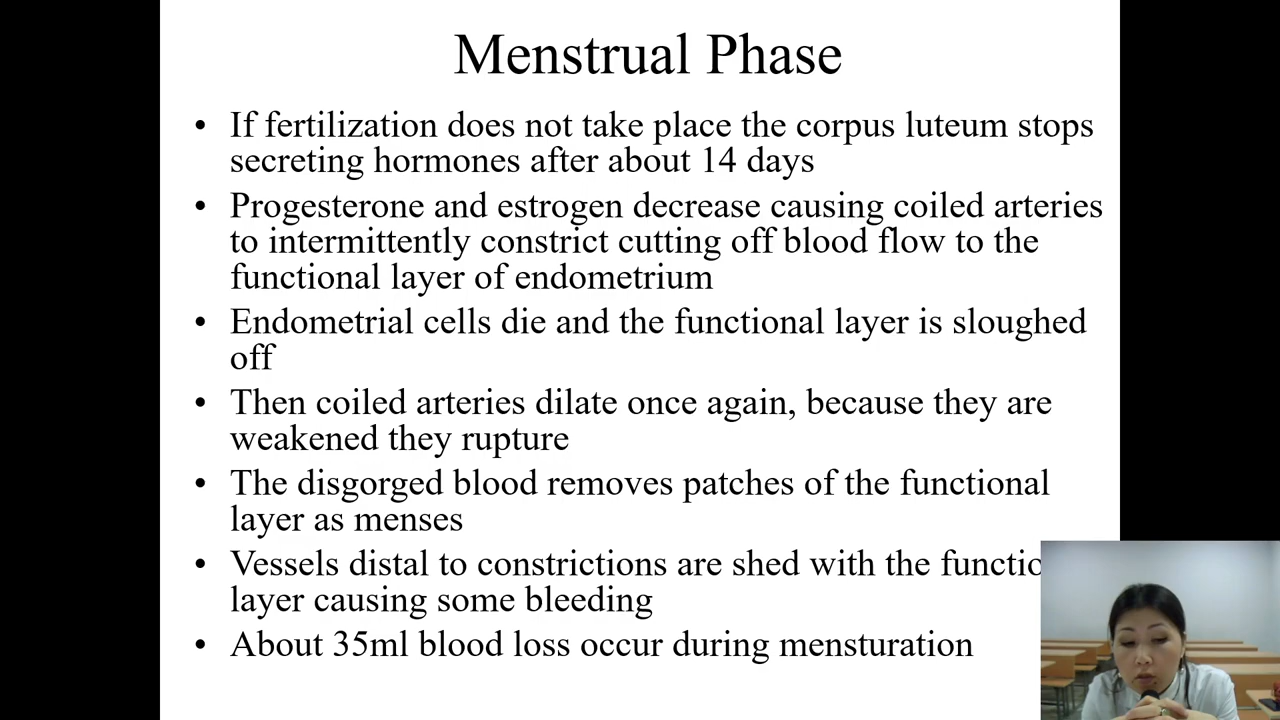 Menstrual Phase
• If fertilization does not take place the corpus luteum stops
secreting hormones after about 14 days
• Progesterone and estrogen decrease causing coiled arteries
to intermittently constrict cutting off blood flow to the
functional layer of endometrium
• Endometrial cells die and the functional layer is sloughed
off
• Then coiled arteries dilate once again, because they are
weakened they rupture
• The disgorged blood removes patches of the functional
layer as menses
• Vessels distal to constrictions are shed with the functio
layer causing some bleeding
• About 35ml blood loss occur during mensturation